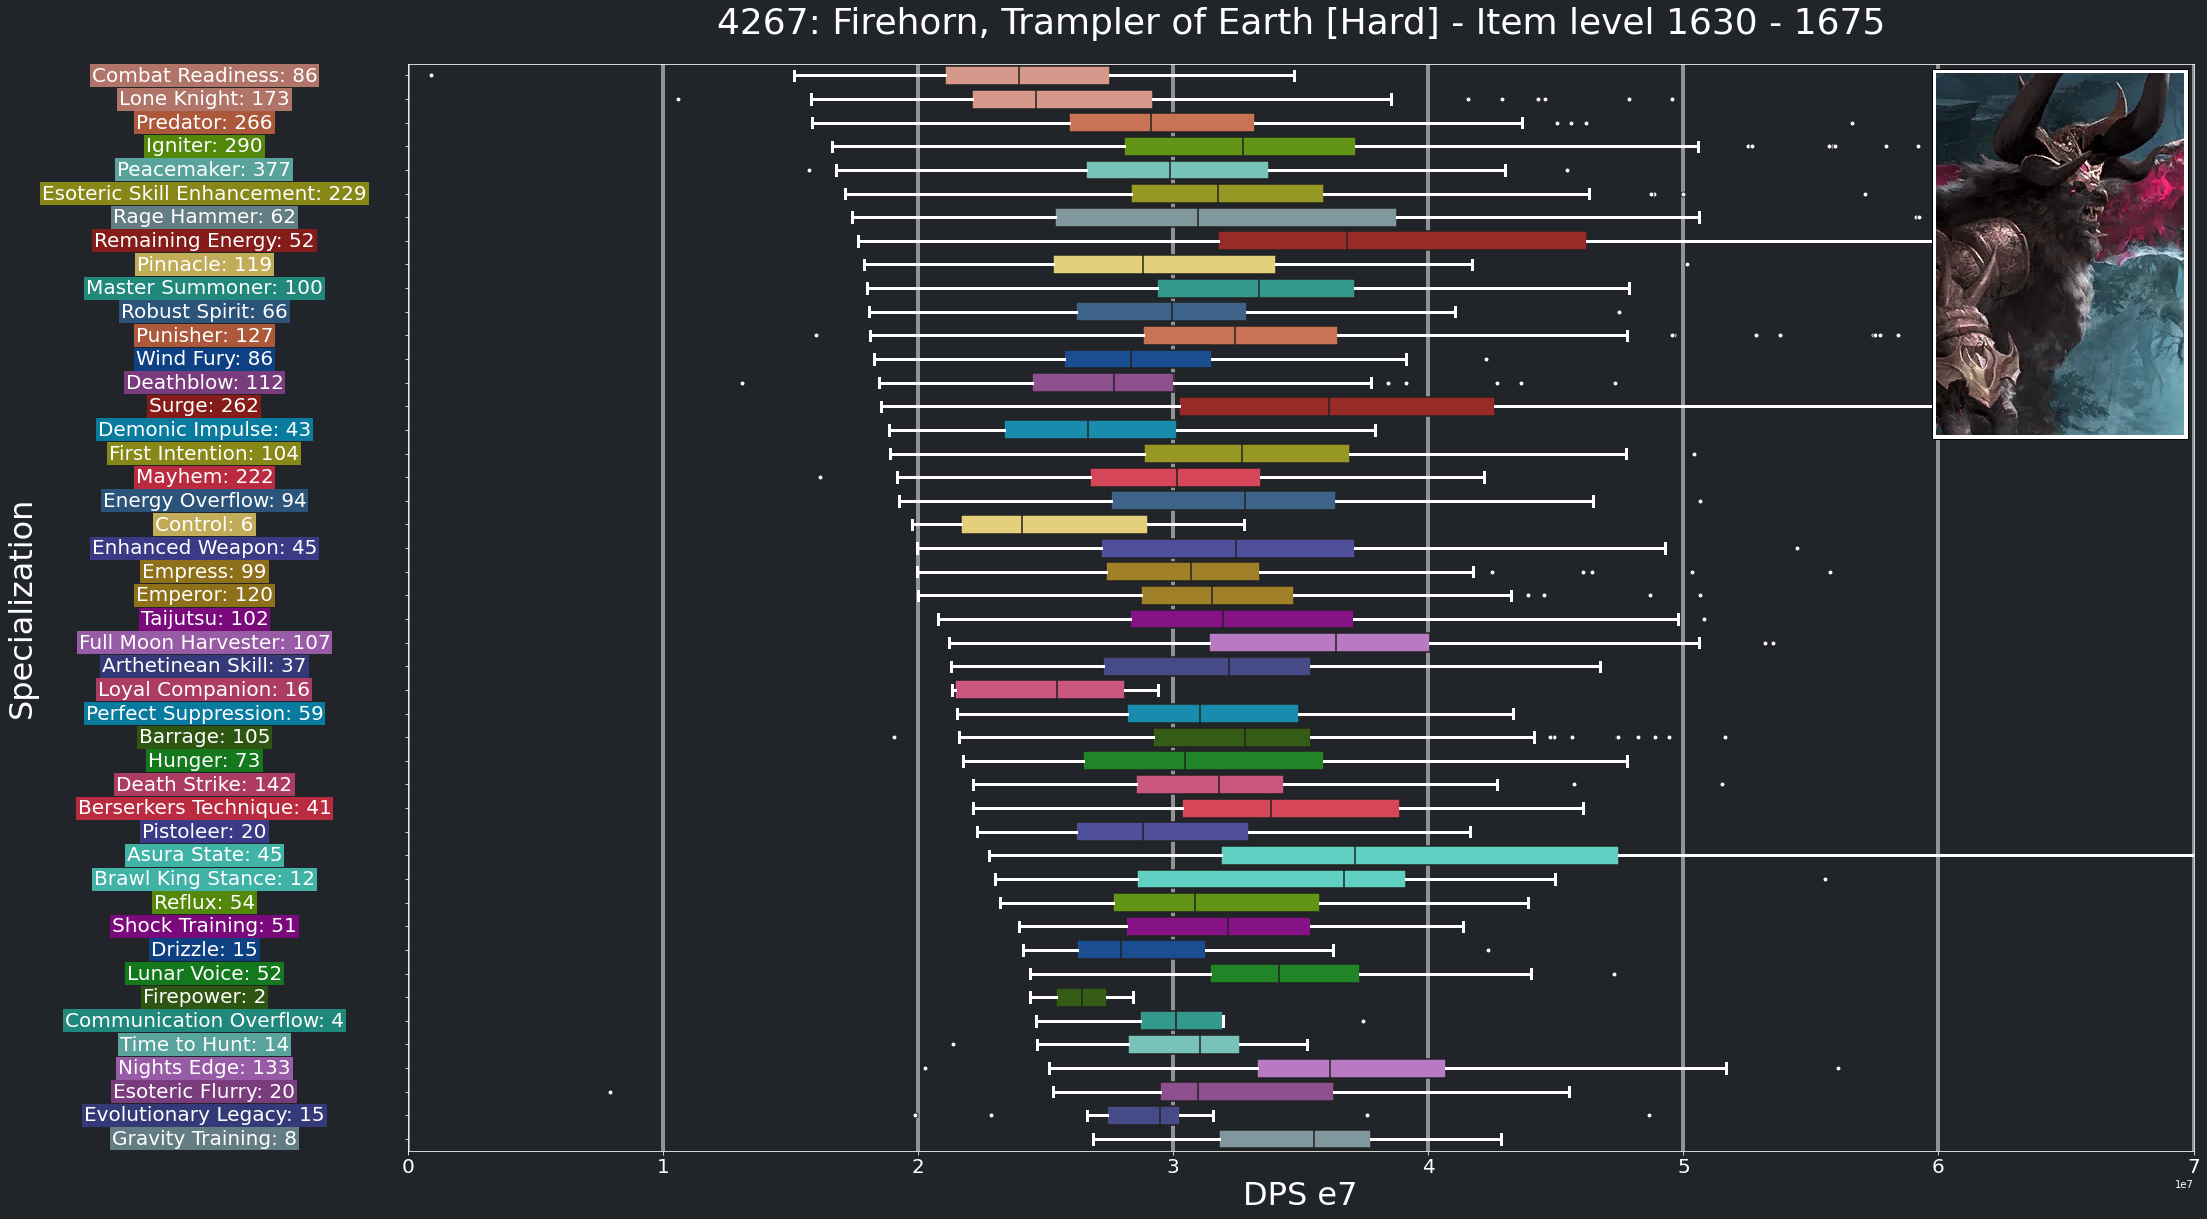 4267: Firehorn, Trampler of Earth [Hard] - Item level 1630 - 1675
Combat Readiness: 86
Lone Knight: 173
Predator: 266
Igniter: 290
Peacemaker: 377
Esoteric Skill Enhancement: 229
Rage Hammer: 62
Remaining Energy: 52
Pinnacle: 119
Master Summoner: 100
Robust Spirit: 66
Punisher: 127
Wind Fury: 86
Deathblow: 112
Surge: 262
Demonic Impulse: 43
First Intention: 104
Mayhem: 222
Energy Overflow: 94
Control: 6
Enhanced Weapon: 45
Empress: 99
Emperor: 120
Taijutsu: 102
Full Moon Harvester: 107
Arthetinean Skill: 37
Loyal Companion: 16
Perfect Suppression: 59
Barrage: 105
Hunger: 73
Death Strike: 142
Berserkers Technique: 41
Pistoleer: 20
Asura State: 45
Brawl King Stance: 12
Reflux: 54
Shock Training: 51
Drizzle: 15
Lunar Voice: 52
Firepower: 2
Communication Overflow: 4
Time to Hunt: 14
Nights Edge: 133
Esoteric Flurry: 20
Evolutionary Legacy: 15
Gravity Training: 8
Specialization
0 1 2 3 4 5 6 7
1e7
DPS e7